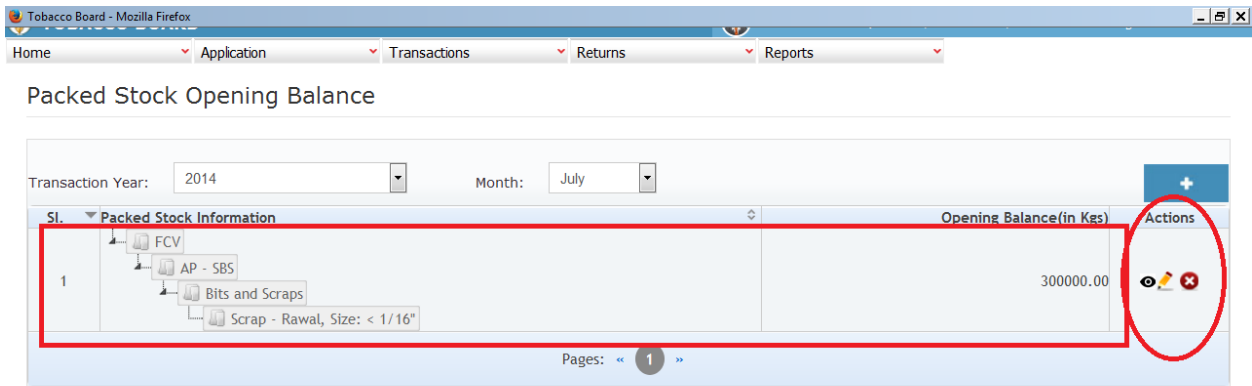 Tobacco Board - Mozilla Firefox
Home Application Transactions Returns Reports
Packed Stock Opening Balance
Transaction Year: 2014 Month: July
Sl. Packed Stock Information Opening Balance(in Kgs) Actions
FCV
AP - SBS
1 300000.00
Bits and Scraps
Scrap - Rawal, Size: < 1/16"
Pages: « 1 »